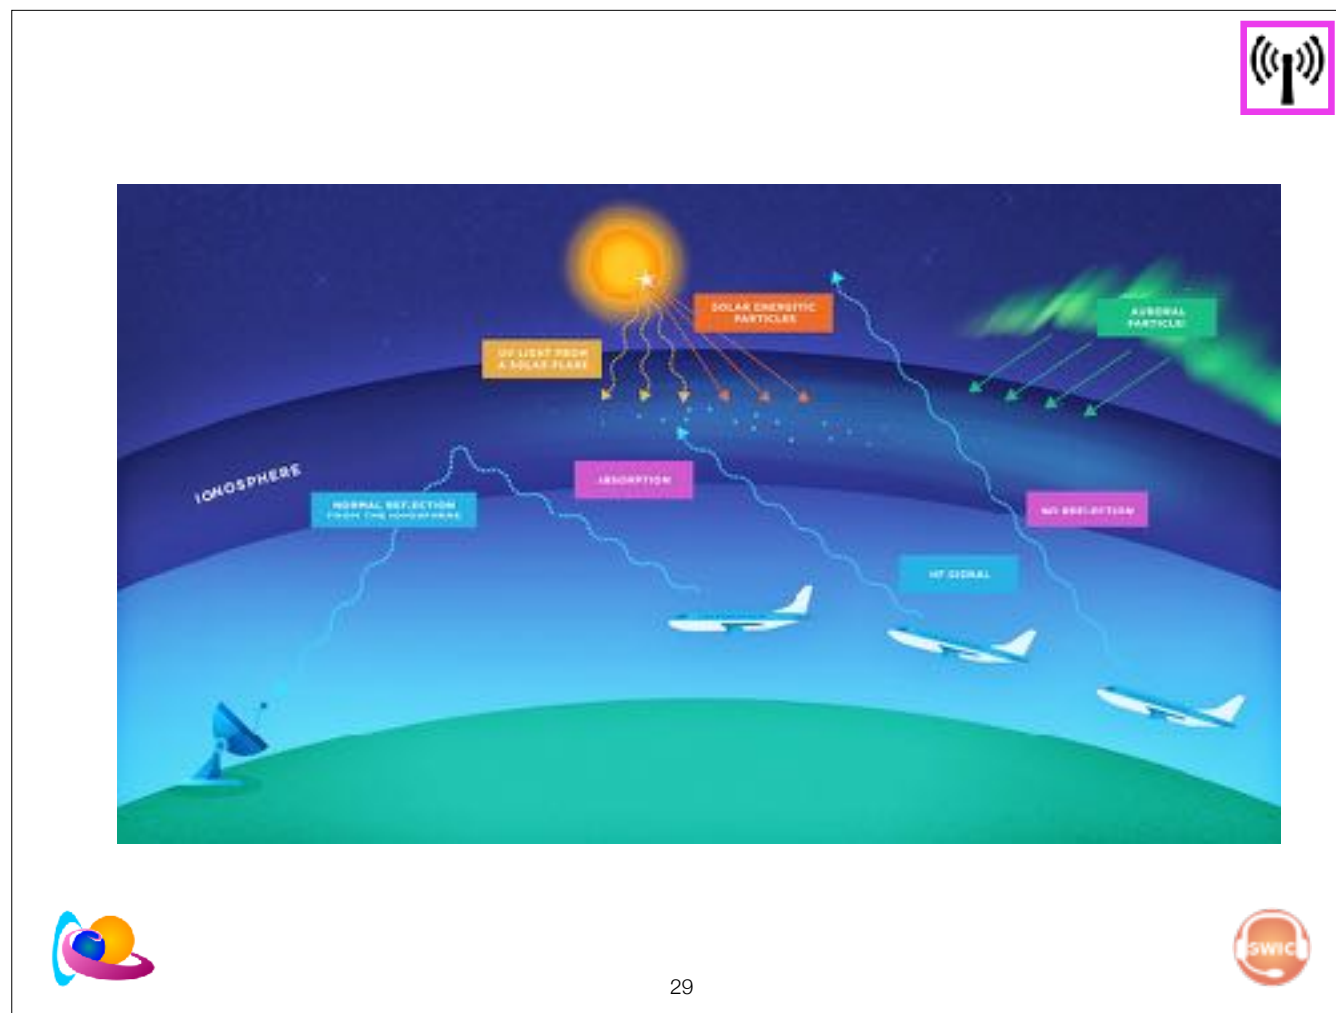 SOLAR ENERGETIC
PARTICLES
AURORAL
PARTICLES
UV LIGHT FROM
A SOLAR FLARE
IONOSPHERE
ABSORPTION
NORMAL REFLECTION
FROM THE IONOSPHERE
NO REFLECTION
HF SIGNAL
SWIC
29